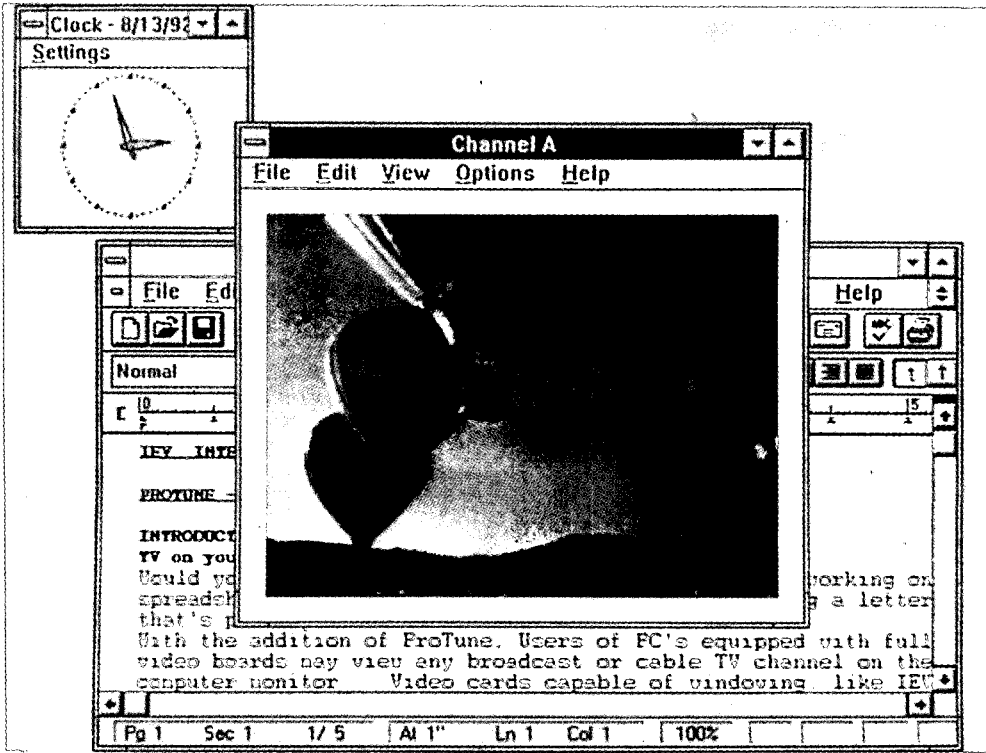 Clock - 8/13/92
Settings
Channel A
File Edit View Options Help
File Edi
Help
Normal
0
5
IEV INTE
PROTUNE -
INTRODUCT
TV on you
Would yo
working on
spreadsh
g a letter
that's p
With the addition of ProTune, Users of PC's equipped with full
video boards may view any broadcast or cable TV channel on the
computer monitor Video cards capable of windowing, like IEV
Pg 1 Sec 1 1/5 At 1" Ln 1 Col 1 100%